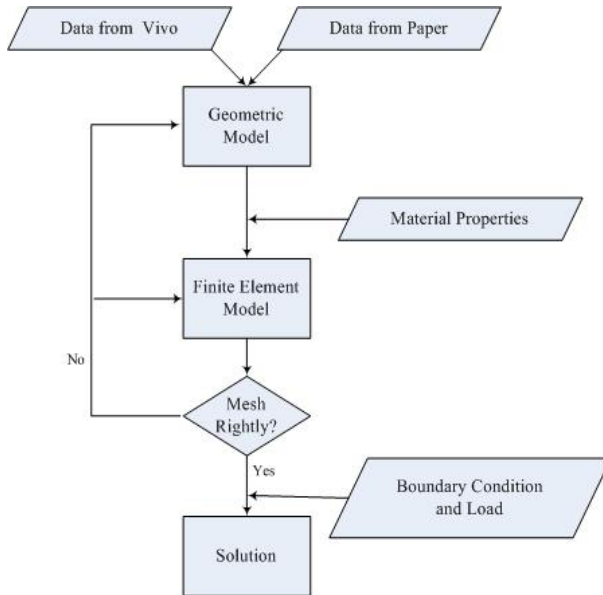 Data from Vivo
Data from Paper
Geometric
Model
Material Properties
Finite Element
Model
No
Mesh
Rightly?
Yes
Boundary Condition
and Load
Solution